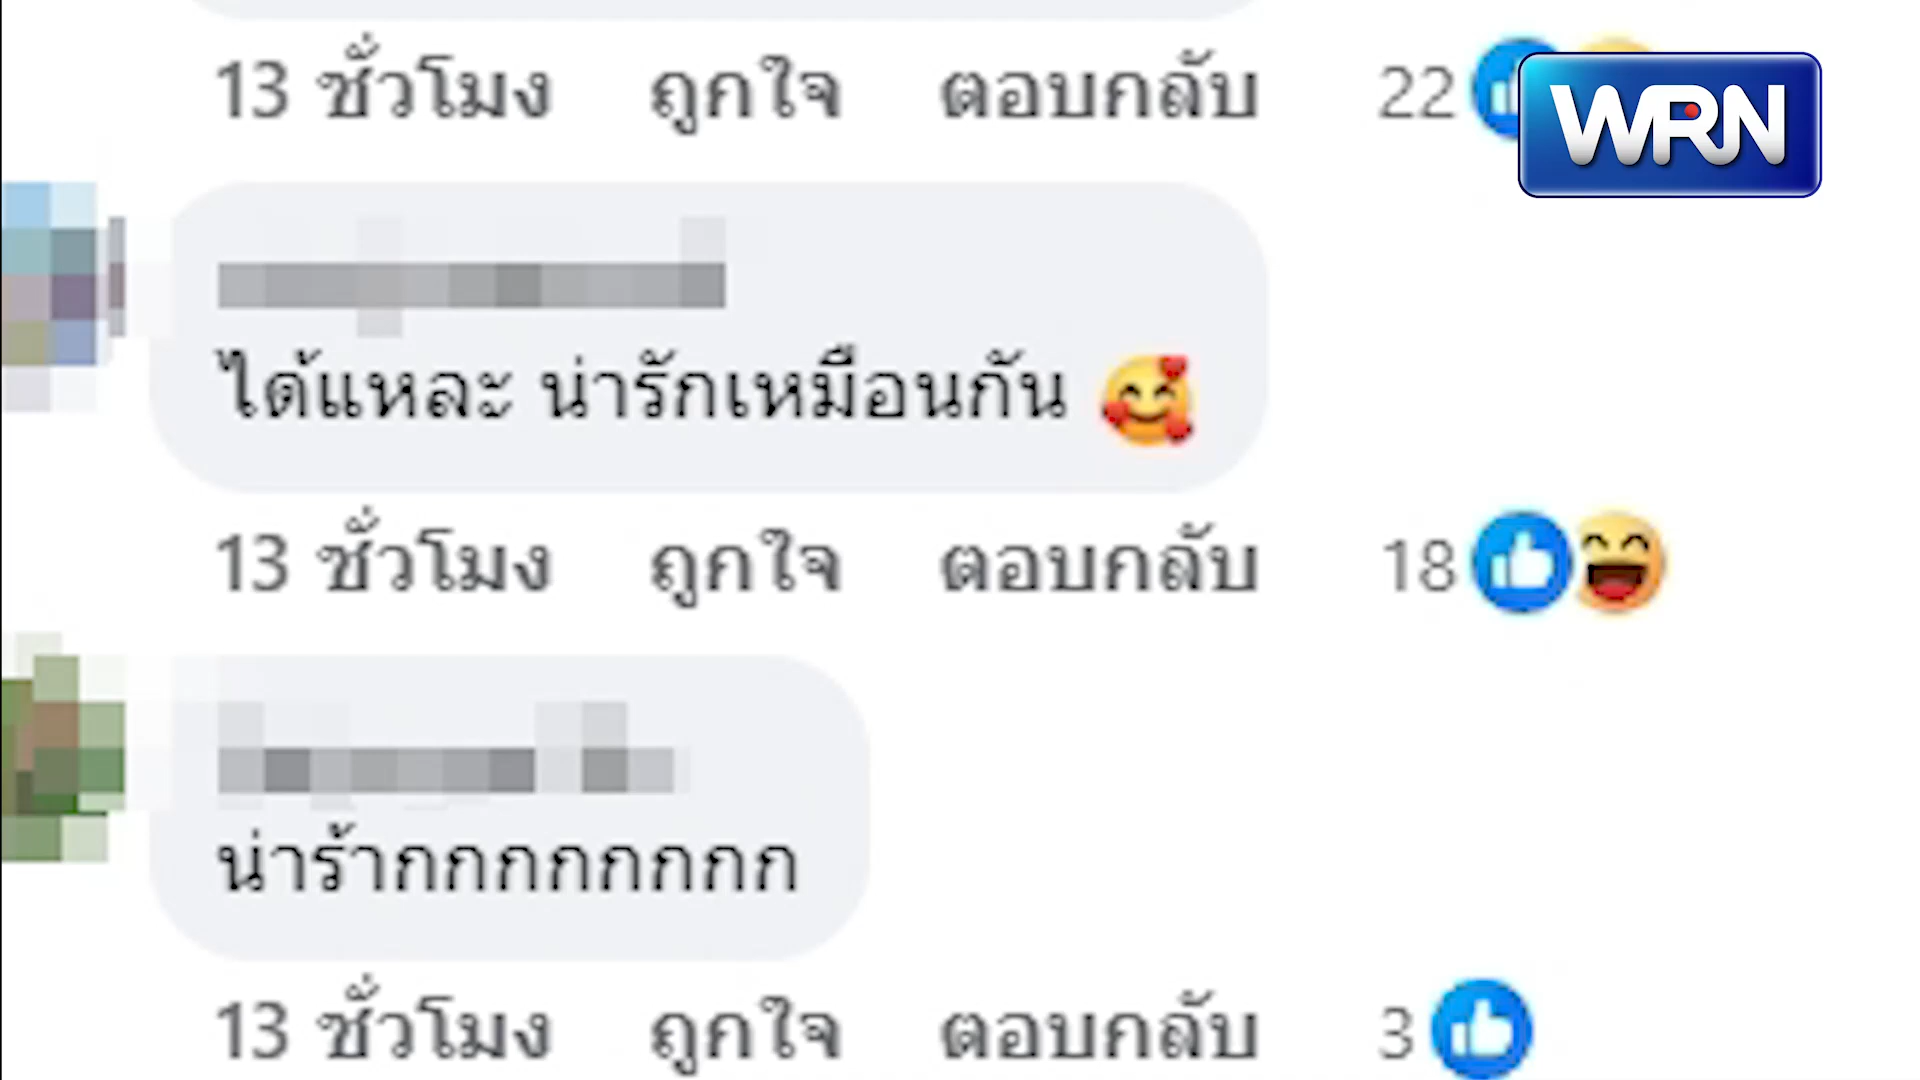 13 ชั่วโมง ถูกใจ ตอบกลับ 22
WRN
ได้แหละ น่ารักเหมือนกัน 🥰
13 ชั่วโมง ถูกใจ ตอบกลับ 18
น่าร้ากกกกกกกก
13 ชั่วโมง ถูกใจ ตอบกลับ 3